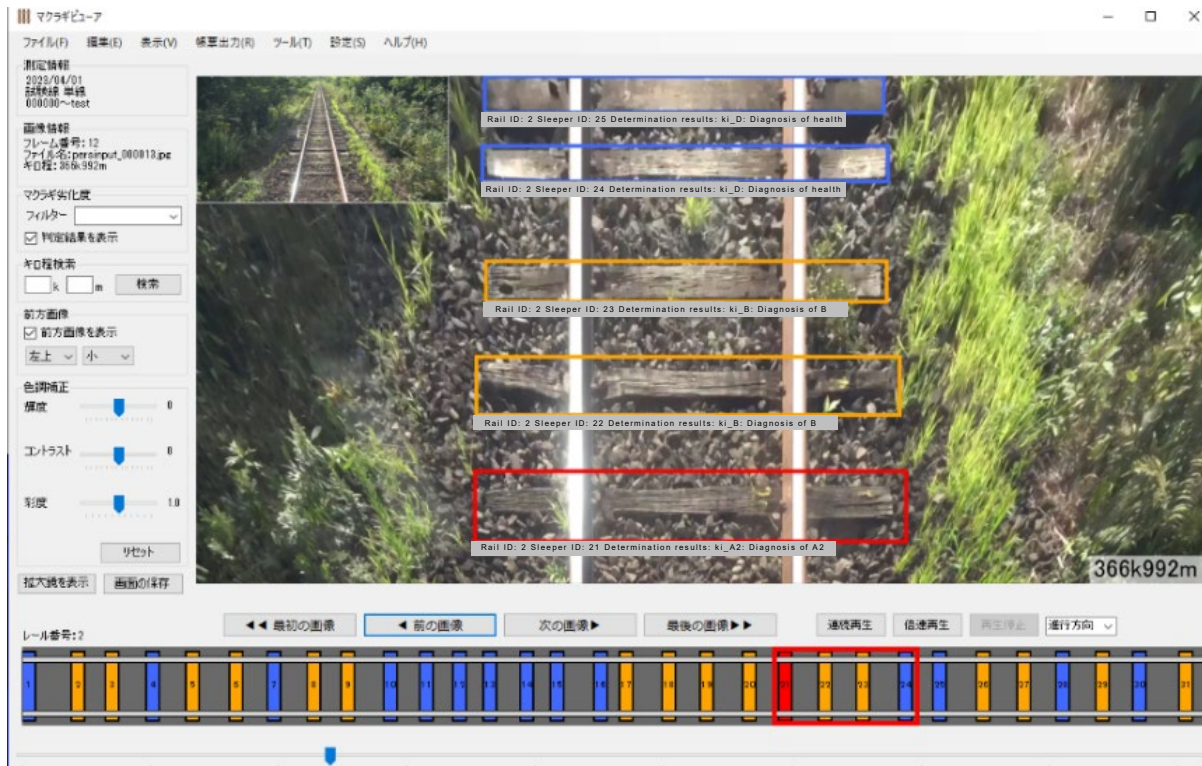 マクラギビューア
ファイル(F) 編集(E) 表示(V) 帳票出力(R) ツール(T) 設定(S) ヘルプ(H)
測定情報
2023/04/01
試験線 単線
000000〜test
画像情報
フレーム番号:12
ファイル名:persinput_000013.jpg
キロ程:366k992m
マクラギ劣化度
フィルター
判定結果を表示
キロ程検索
k m 検索
前方画像
前方画像を表示
左上 小
色調補正
輝度 0
コントラスト 0
彩度 1.0
リセット
拡大鏡を表示 画面の保存
Rail ID: 2 Sleeper ID: 25 Determination results: ki_D: Diagnosis of health
Rail ID: 2 Sleeper ID: 24 Determination results: ki_D: Diagnosis of health
Rail ID: 2 Sleeper ID: 23 Determination results: ki_B: Diagnosis of B
Rail ID: 2 Sleeper ID: 22 Determination results: ki_B: Diagnosis of B
Rail ID: 2 Sleeper ID: 21 Determination results: ki_A2: Diagnosis of A2
366k992m
◀◀ 最初の画像 ◀ 前の画像 次の画像▶ 最後の画像▶▶ 連続再生 倍速再生 再生停止 進行方向
レール番号:2
1 2 3 4 5 6 7 8 9 10 11 12 13 14 15 16 17 18 19 20 21 22 23 24 25 26 27 28 29 30 31